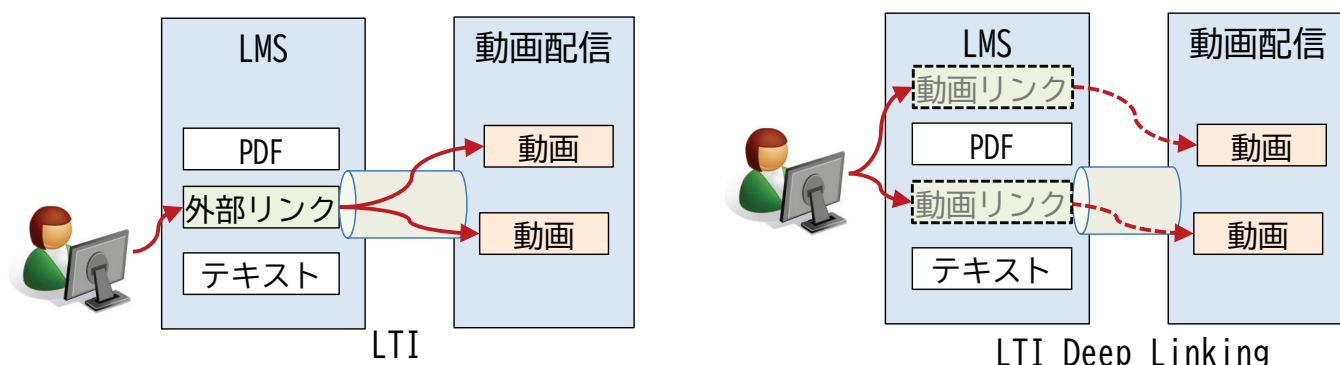 LMS
動画配信
PDF
外部リンク
テキスト
動画
動画
LTI
LMS
動画配信
動画リンク
PDF
動画リンク
テキスト
動画
動画
LTI Deep Linking